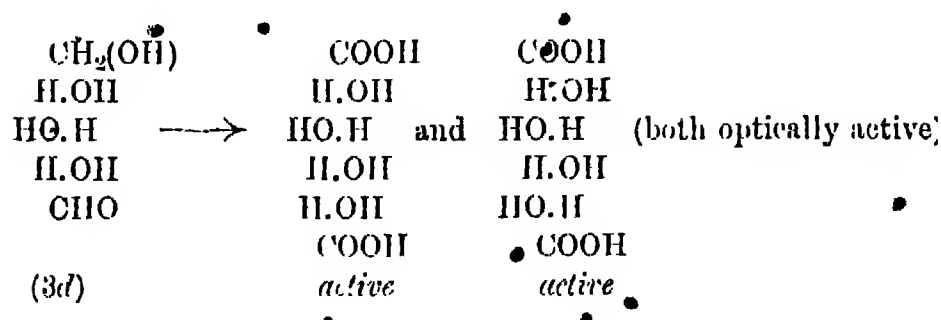 CH₂(OH) COOH COOH
H.OH H.OH H.OH
HO.H ⟶ HO.H and HO.H (both optically active)
H.OH H.OH H.OH
CHO H.OH HO.H
COOH COOH
(3d) active active